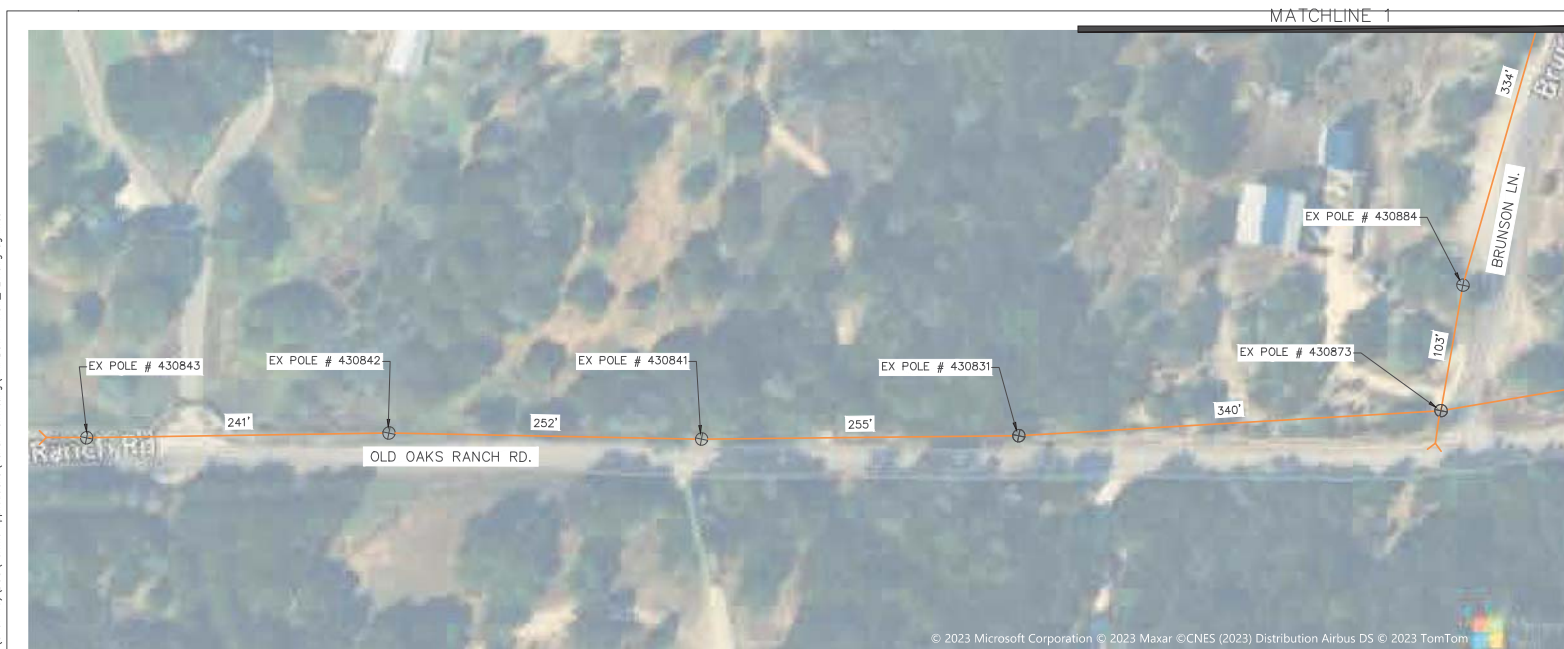 MATCHLINE 1
334'
BRUNSON LN.
EX POLE # 430884
103'
EX POLE # 430873
EX POLE # 430843
EX POLE # 430842
EX POLE # 430841
EX POLE # 430831
241'
252'
255'
340'
OLD OAKS RANCH RD.
© 2023 Microsoft Corporation © 2023 Maxar ©CNES (2023) Distribution Airbus DS © 2023 TomTom